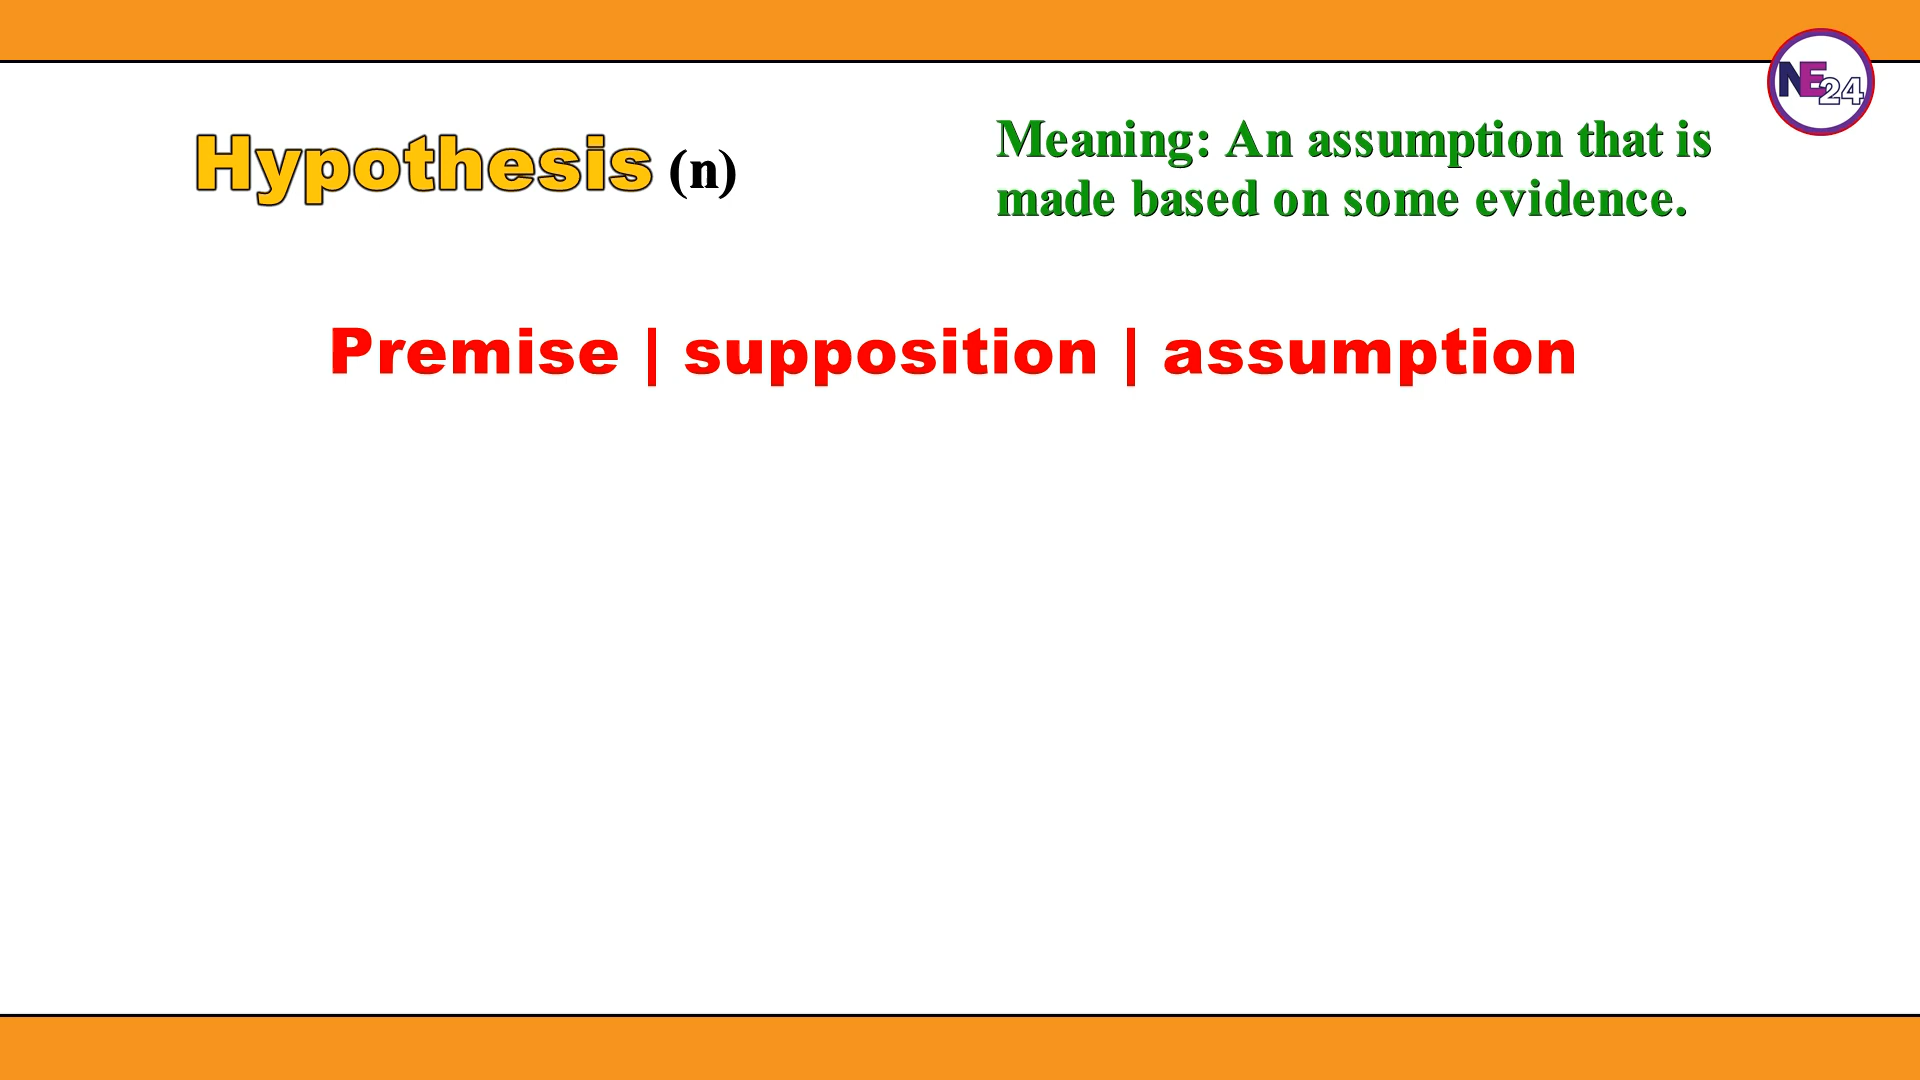 NE24
Hypothesis (n)
Meaning: An assumption that is
made based on some evidence.
Premise | supposition | assumption